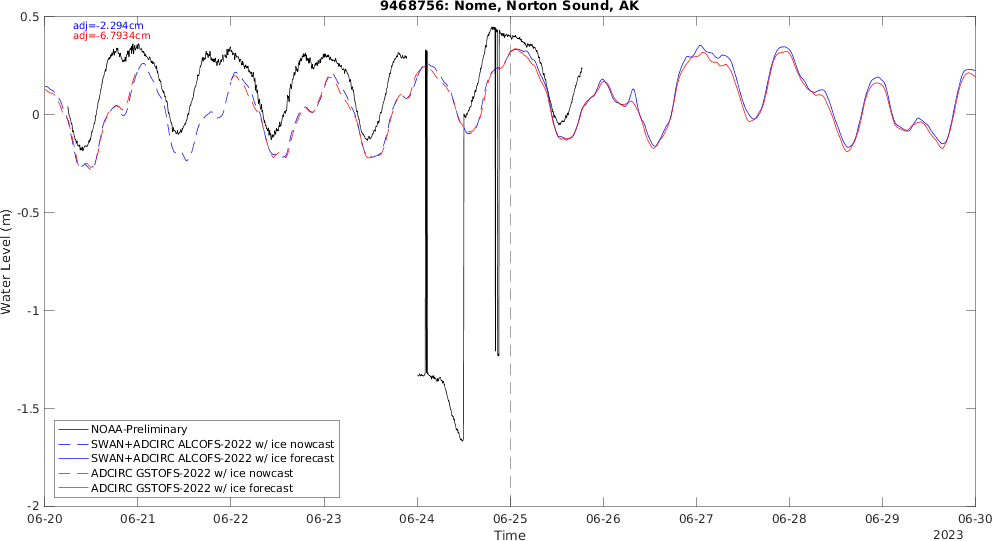 9468756: Nome, Norton Sound, AK
adj=-2.294cm
adj=-6.7934cm
0.5
0
-0.5
-1
-1.5
-2
Water Level (m)
NOAA-Preliminary
SWAN+ADCIRC ALCOFS-2022 w/ ice nowcast
SWAN+ADCIRC ALCOFS-2022 w/ ice forecast
ADCIRC GSTOFS-2022 w/ ice nowcast
ADCIRC GSTOFS-2022 w/ ice forecast
06-20 06-21 06-22 06-23 06-24 06-25 06-26 06-27 06-28 06-29 06-30
Time
2023